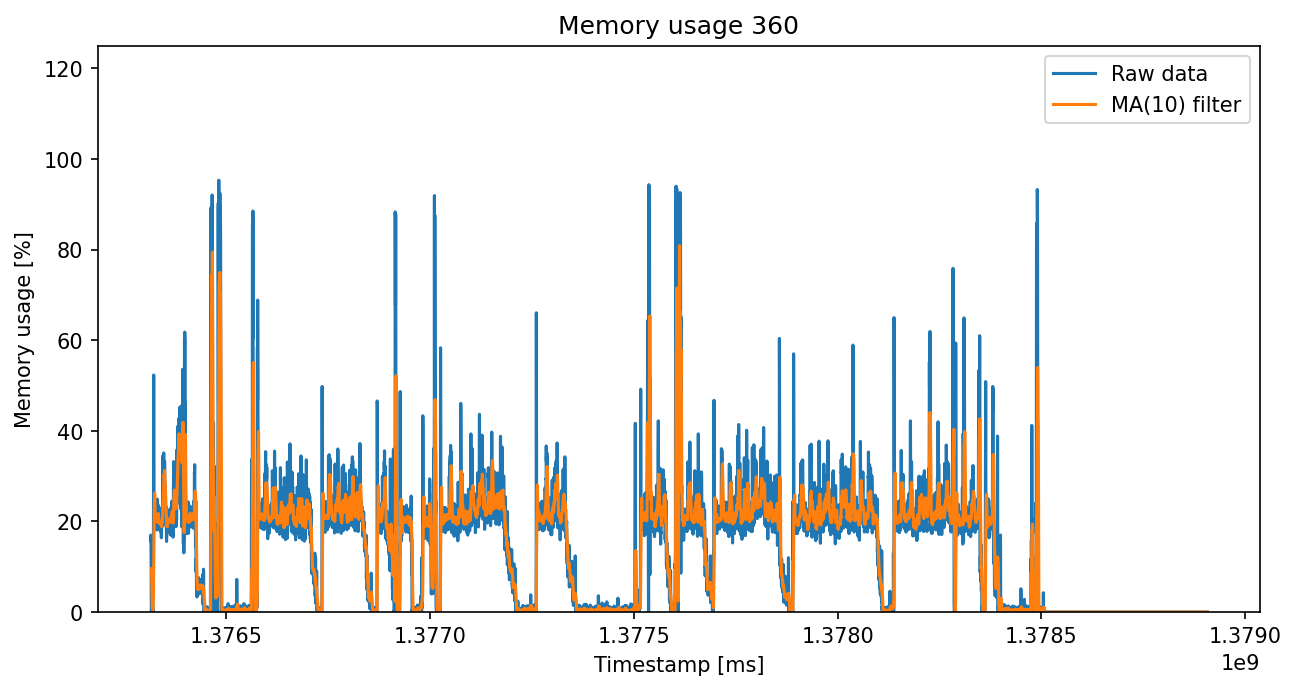 Memory usage 360
Raw data
MA(10) filter
120
100
80
60
40
20
0
Memory usage [%]
1.3765 1.3770 1.3775 1.3780 1.3785 1.3790
1e9
Timestamp [ms]